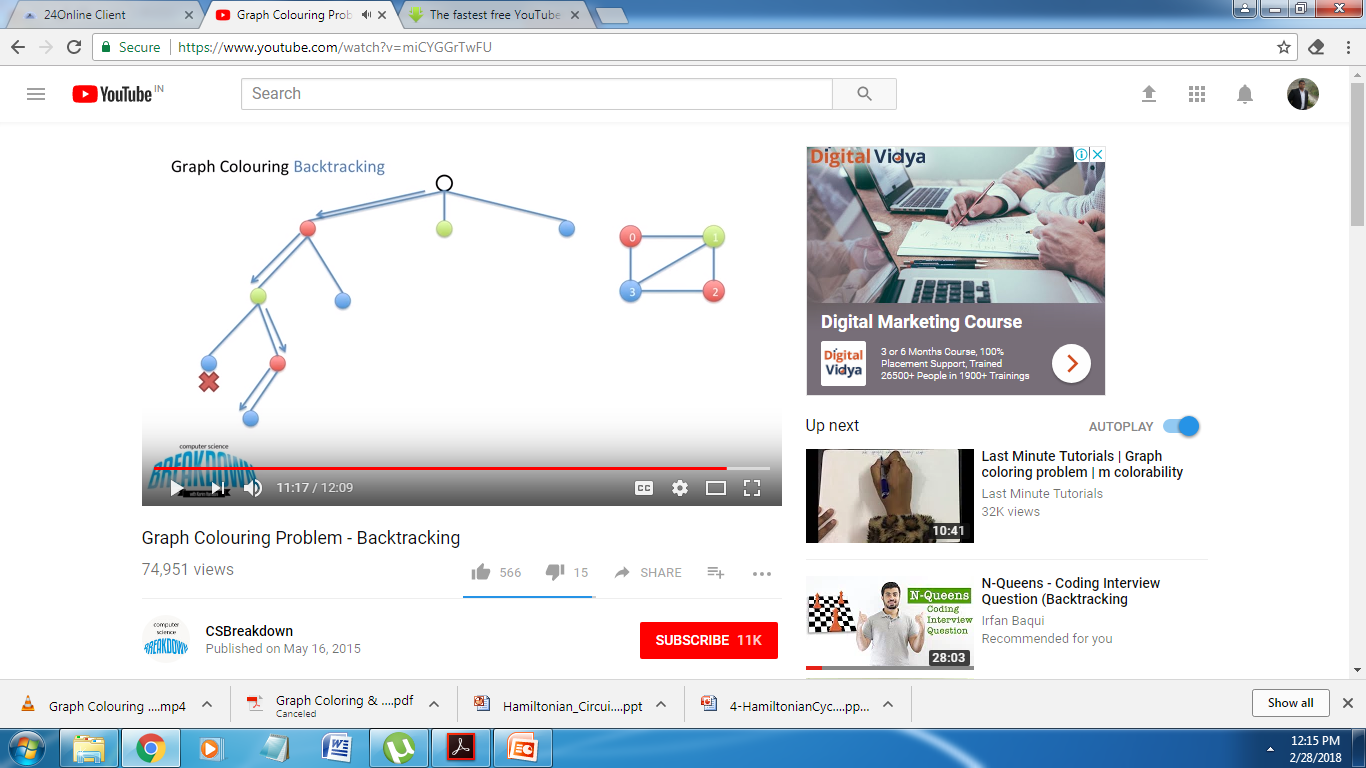 24Online Client
Graph Colouring Prob
The fastest free YouTube
Secure
https://www.youtube.com/watch?v=miCYGGrTwFU
YouTube IN
Search
Graph Colouring Backtracking
0
1
3
2
computer science
BREAKDOWN
11:17 / 12:09
CC
Graph Colouring Problem - Backtracking
74,951 views
566
15
SHARE
computer
science
BREAKDOWN
CSBreakdown
Published on May 16, 2015
SUBSCRIBE 11K
Digital Vidya
Digital Marketing Course
Digital
Vidya
3 or 6 Months Course, 100%
Placement Support, Trained
26500+ People in 1900+ Trainings
Up next
AUTOPLAY
10:41
Last Minute Tutorials | Graph
coloring problem | m colorability
Last Minute Tutorials
32K views
N-Queens
Coding
Interview
Question
28:03
N-Queens - Coding Interview
Question (Backtracking
Irfan Baqui
Recommended for you
Graph Colouring ....mp4
Graph Coloring & ....pdf
Canceled
Hamiltonian_Circui....ppt
4-HamiltonianCyc....pp...
Show all
12:15 PM
2/28/2018